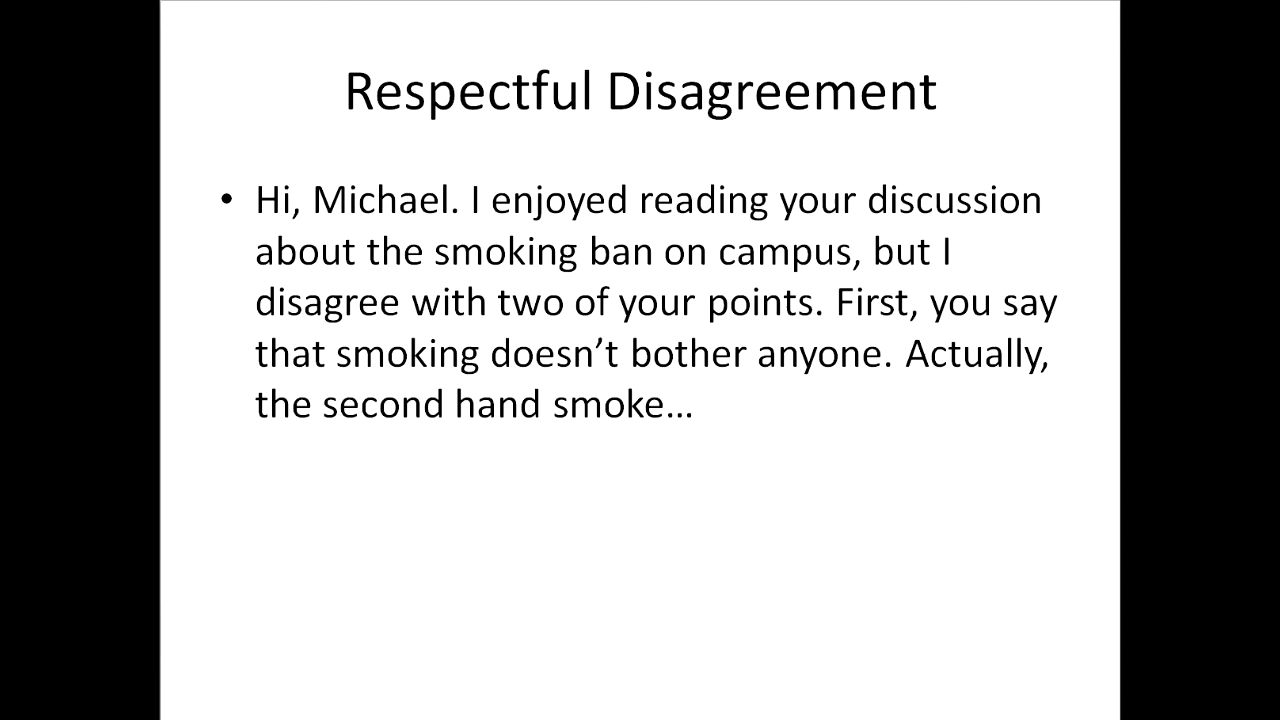 Respectful Disagreement
• Hi, Michael. I enjoyed reading your discussion
about the smoking ban on campus, but I
disagree with two of your points. First, you say
that smoking doesn’t bother anyone. Actually,
the second hand smoke…